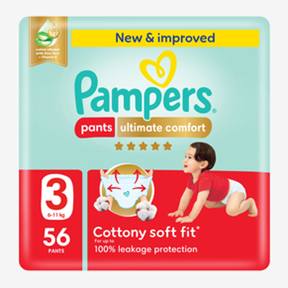 New & improved
Pampers
pants ultimate comfort
3
6-11 kg
56
PANTS
Cottony soft fit*
For up to
100% leakage protection